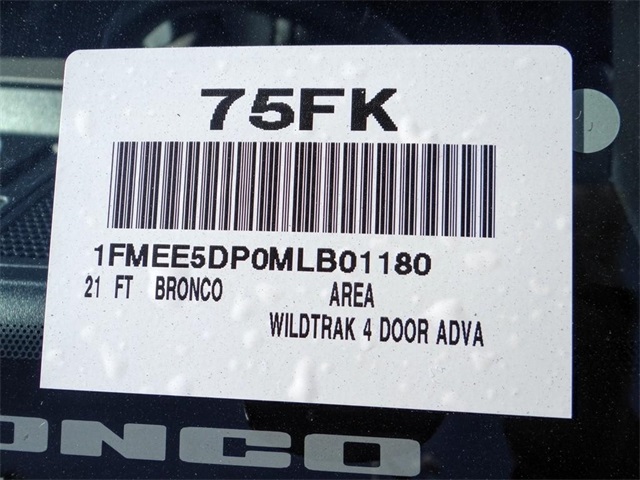 75FK
1FMEE5DP0MLB01180
21 FT BRONCO AREA
WILDTRAK 4 DOOR ADVA
ONCO